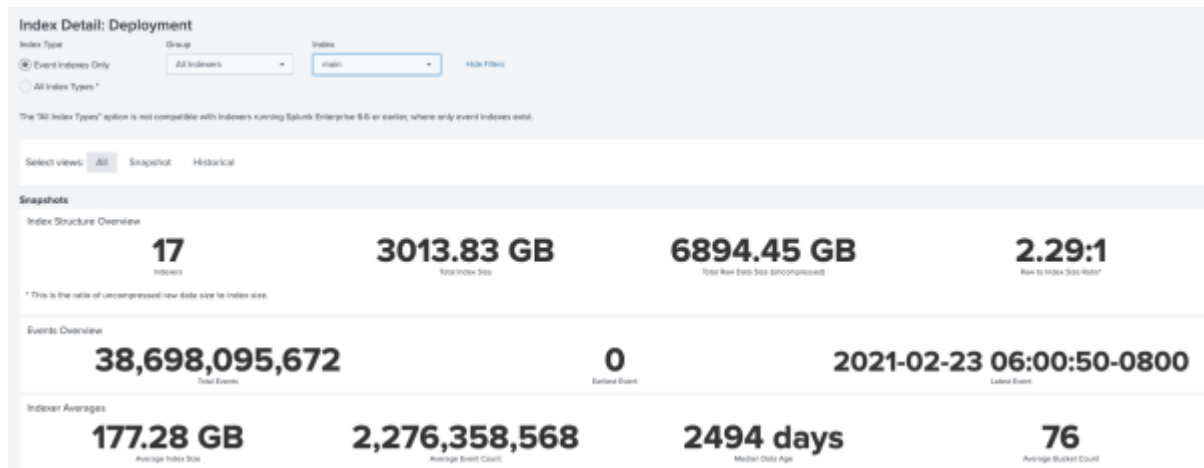 Index Detail: Deployment
Index Type Group Index
Event Indexes Only All Indexers main Hide Filters
All Index Types *
The "All Index Types" option is not compatible with indexers running Splunk Enterprise 6.6 or earlier, where only event indexes exist.
Select views: All Snapshot Historical
Snapshots
Index Structure Overview
17 3013.83 GB 6894.45 GB 2.29:1
Indexers Total Index Size Total Raw Data Size (Uncompressed) Raw to Index Size Ratio*
* This is the ratio of uncompressed raw data size to index size.
Events Overview
38,698,095,672 0 2021-02-23 06:00:50-0800
Total Events Earliest Event Latest Event
Indexer Averages
177.28 GB 2,276,358,568 2494 days 76
Average Index Size Average Event Count Median Data Age Average Bucket Count